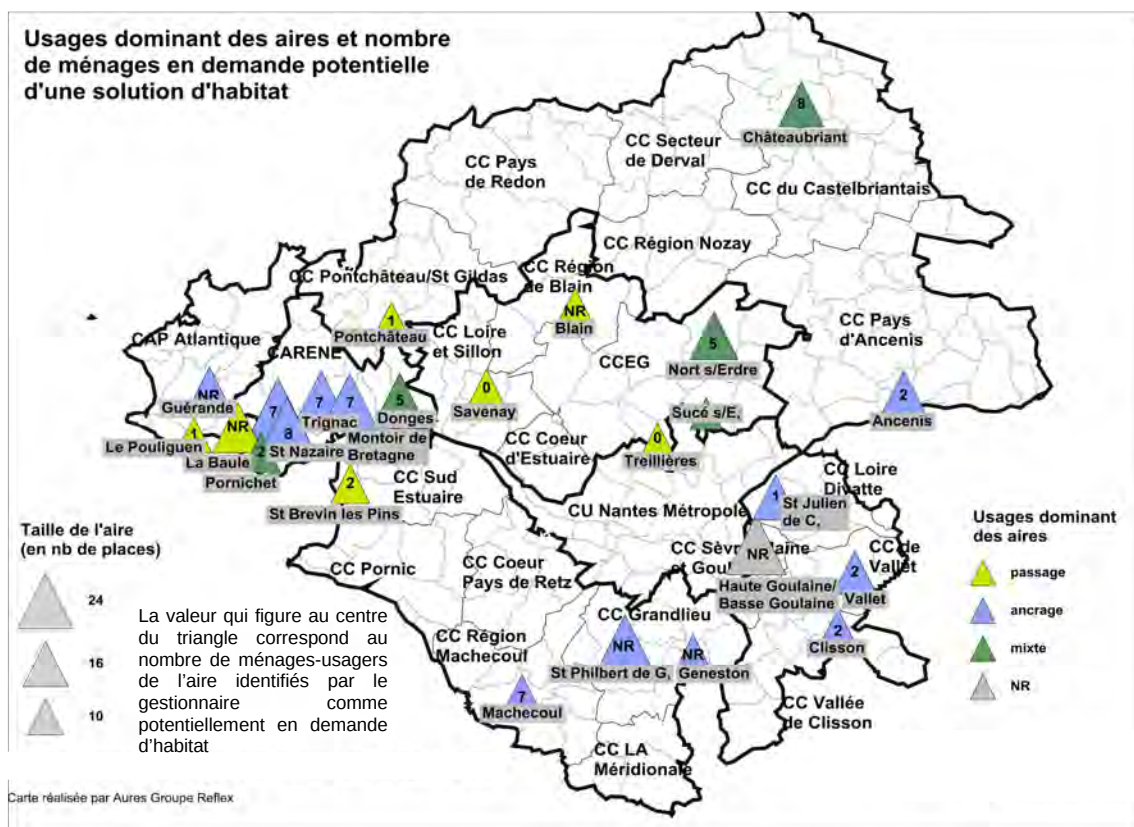 Usages dominant des aires et nombre
de ménages en demande potentielle
d'une solution d'habitat
8
Châteaubriant
CC Secteur
de Derval
CC Pays
de Redon
CC du Castelbriantais
CC Région Nozay
CC Pontchâteau/St Gildas
CC Région
de Blain
NR
Blain
1
Pontchâteau
CC Loire
et Sillon
CC Pays
d'Ancenis
CAP Atlantique
CARENE
CCEG
5
Nort s/Erdre
NR
Guérande
7
7
7
5
Donges
0
Savenay
2
Ancenis
Trignac
Sucé s/E,
1
Le Pouliguen
NR
La Baule
8
St Nazaire
Montoir de
Bretagne
2
Pornichet
CC Coeur
d'Estuaire
0
Treillières
CC Loire
Divatte
2
St Brevin les Pins
CC Sud
Estuaire
CU Nantes Métropole
1
St Julien
de C,
Taille de l'aire
(en nb de places)
24
16
10
La valeur qui figure au centre
du triangle correspond au
nombre de ménages-usagers
de l'aire identifiés par le
gestionnaire comme
potentiellement en demande
d'habitat
CC Pornic
CC Coeur
Pays de Retz
NR
Haute Goulaine/
Basse Goulaine
CC de
Vallet
2
Vallet
CC Grandlieu
CC Région
Machecoul
NR
St Philbert de G,
NR
Geneston
2
Clisson
7
Machecoul
CC Vallée
de Clisson
CC LA
Méridionale
Usages dominant
des aires
passage
ancrage
mixte
NR
Carte réalisée par Aures Groupe Reflex